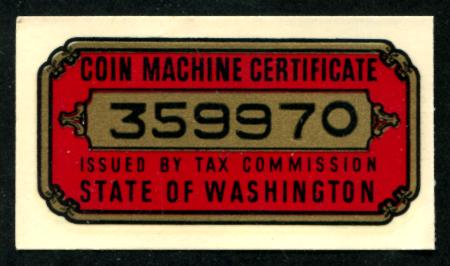 COIN MACHINE CERTIFICATE
359970
ISSUED BY TAX COMMISSION
STATE OF WASHINGTON